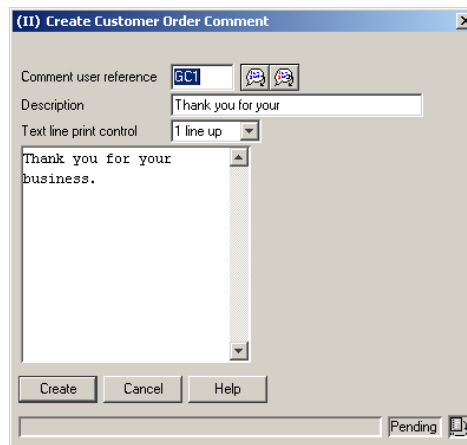 (II) Create Customer Order Comment
Comment user reference GC1
Description Thank you for your
Text line print control 1 line up
Thank you for your
business.
Create Cancel Help
Pending